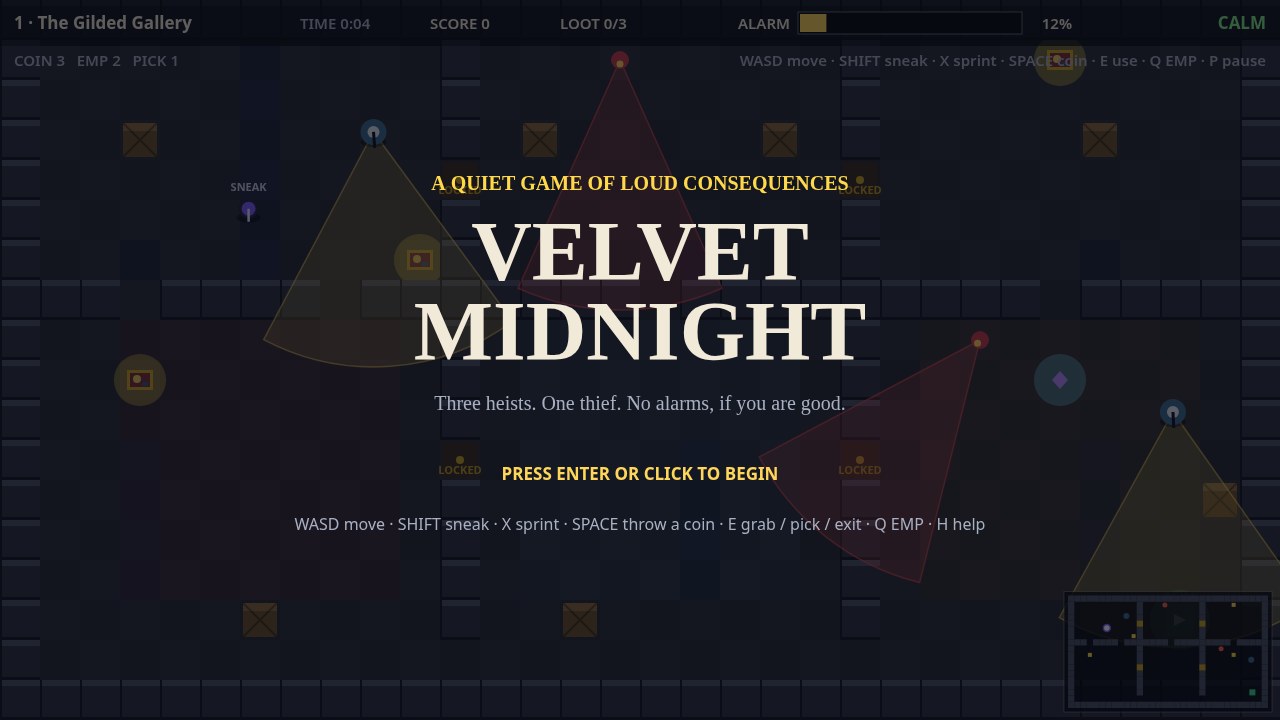 1 · The Gilded Gallery TIME 0:04 SCORE 0 LOOT 0/3 ALARM 12% CALM
COIN 3 EMP 2 PICK 1 WASD move · SHIFT sneak · X sprint · SPACE coin · E use · Q EMP · P pause
A QUIET GAME OF LOUD CONSEQUENCES
SNEAK
LOCKED
LOCKED
VELVET
MIDNIGHT
Three heists. One thief. No alarms, if you are good.
LOCKED
LOCKED
PRESS ENTER OR CLICK TO BEGIN
WASD move · SHIFT sneak · X sprint · SPACE throw a coin · E grab / pick / exit · Q EMP · H help